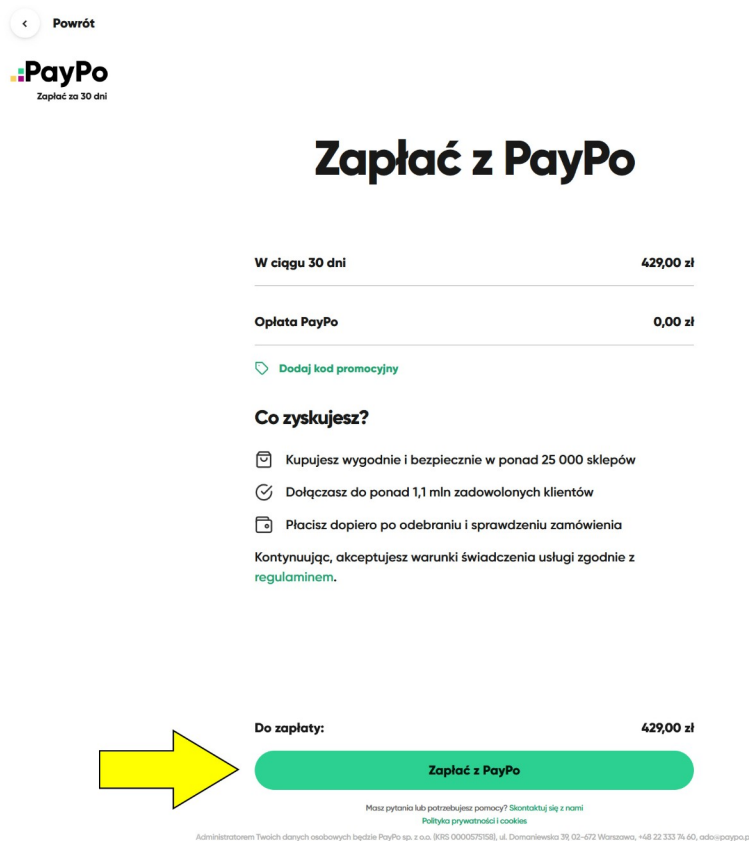 Powrót
PayPo
Zapłać za 30 dni
Zapłać z PayPo
W ciągu 30 dni 429,00 zł
Opłata PayPo 0,00 zł
Dodaj kod promocyjny
Co zyskujesz?
Kupujesz wygodnie i bezpiecznie w ponad 25 000 sklepów
Dołączasz do ponad 1,1 mln zadowolonych klientów
Płacisz dopiero po odebraniu i sprawdzeniu zamówienia
Kontynuując, akceptujesz warunki świadczenia usługi zgodnie z
regulaminem.
Do zapłaty: 429,00 zł
Zapłać z PayPo
Masz pytania lub potrzebujesz pomocy? Skontaktuj się z nami
Polityka prywatności i cookies
Administratorem Twoich danych osobowych będzie PayPo sp. z o.o. (KRS 0000575158), ul. Domaniewska 39, 02-672 Warszawa, +48 22 333 74 60, ado@paypo.p